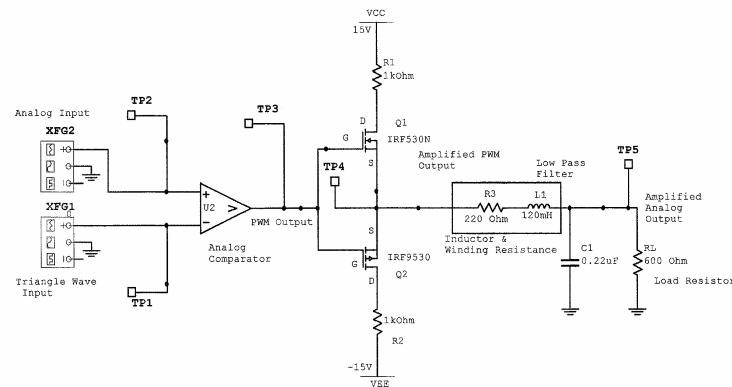 VCC
15V
R1
1kOhm
TP2
TP3
Analog Input
XFG2
D
Q1
G
IRF530N
S
TP4
Amplified PWM
Output
Low Pass
Filter
TP5
XFG1
+
U2
>
−
PWM Output
R3
L1
220 Ohm
120mH
Amplified
Analog
Output
Analog
Comparator
S
Inductor &
Winding Resistance
G
IRF9530
D
Q2
C1
0.22uF
RL
600 Ohm
Load Resistor
Triangle Wave
Input
TP1
1kOhm
R2
-15V
VEE